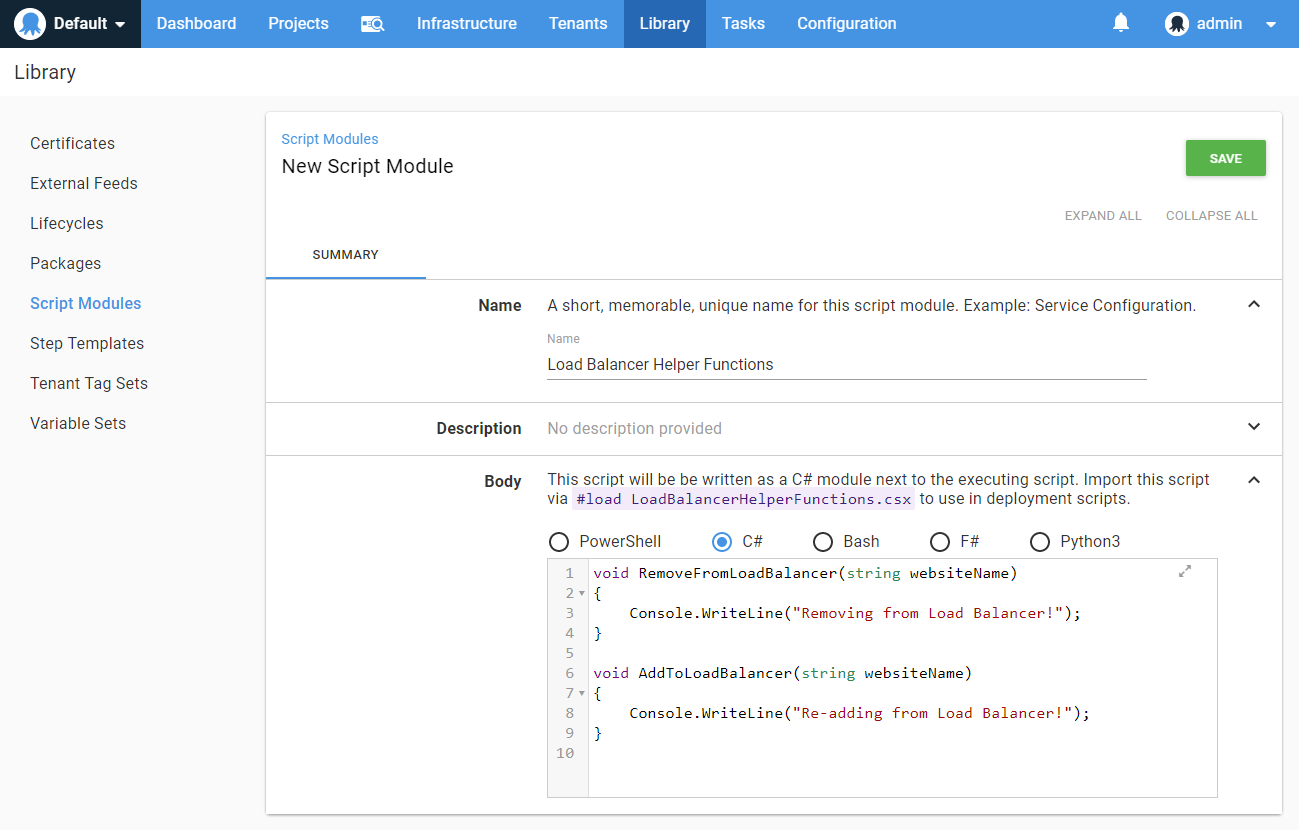 Default
Dashboard
Projects
Infrastructure
Tenants
Library
Tasks
Configuration
admin
Library
Certificates
External Feeds
Lifecycles
Packages
Script Modules
Step Templates
Tenant Tag Sets
Variable Sets
Script Modules
New Script Module
SAVE
EXPAND ALL
COLLAPSE ALL
SUMMARY
Name
A short, memorable, unique name for this script module. Example: Service Configuration.
Name
Load Balancer Helper Functions
Description
No description provided
Body
This script will be be written as a C# module next to the executing script. Import this script
via #load LoadBalancerHelperFunctions.csx to use in deployment scripts.
PowerShell
C#
Bash
F#
Python3
1 void RemoveFromLoadBalancer(string websiteName)
2 {
3     Console.WriteLine("Removing from Load Balancer!");
4 }
5
6 void AddToLoadBalancer(string websiteName)
7 {
8     Console.WriteLine("Re-adding from Load Balancer!");
9 }
10